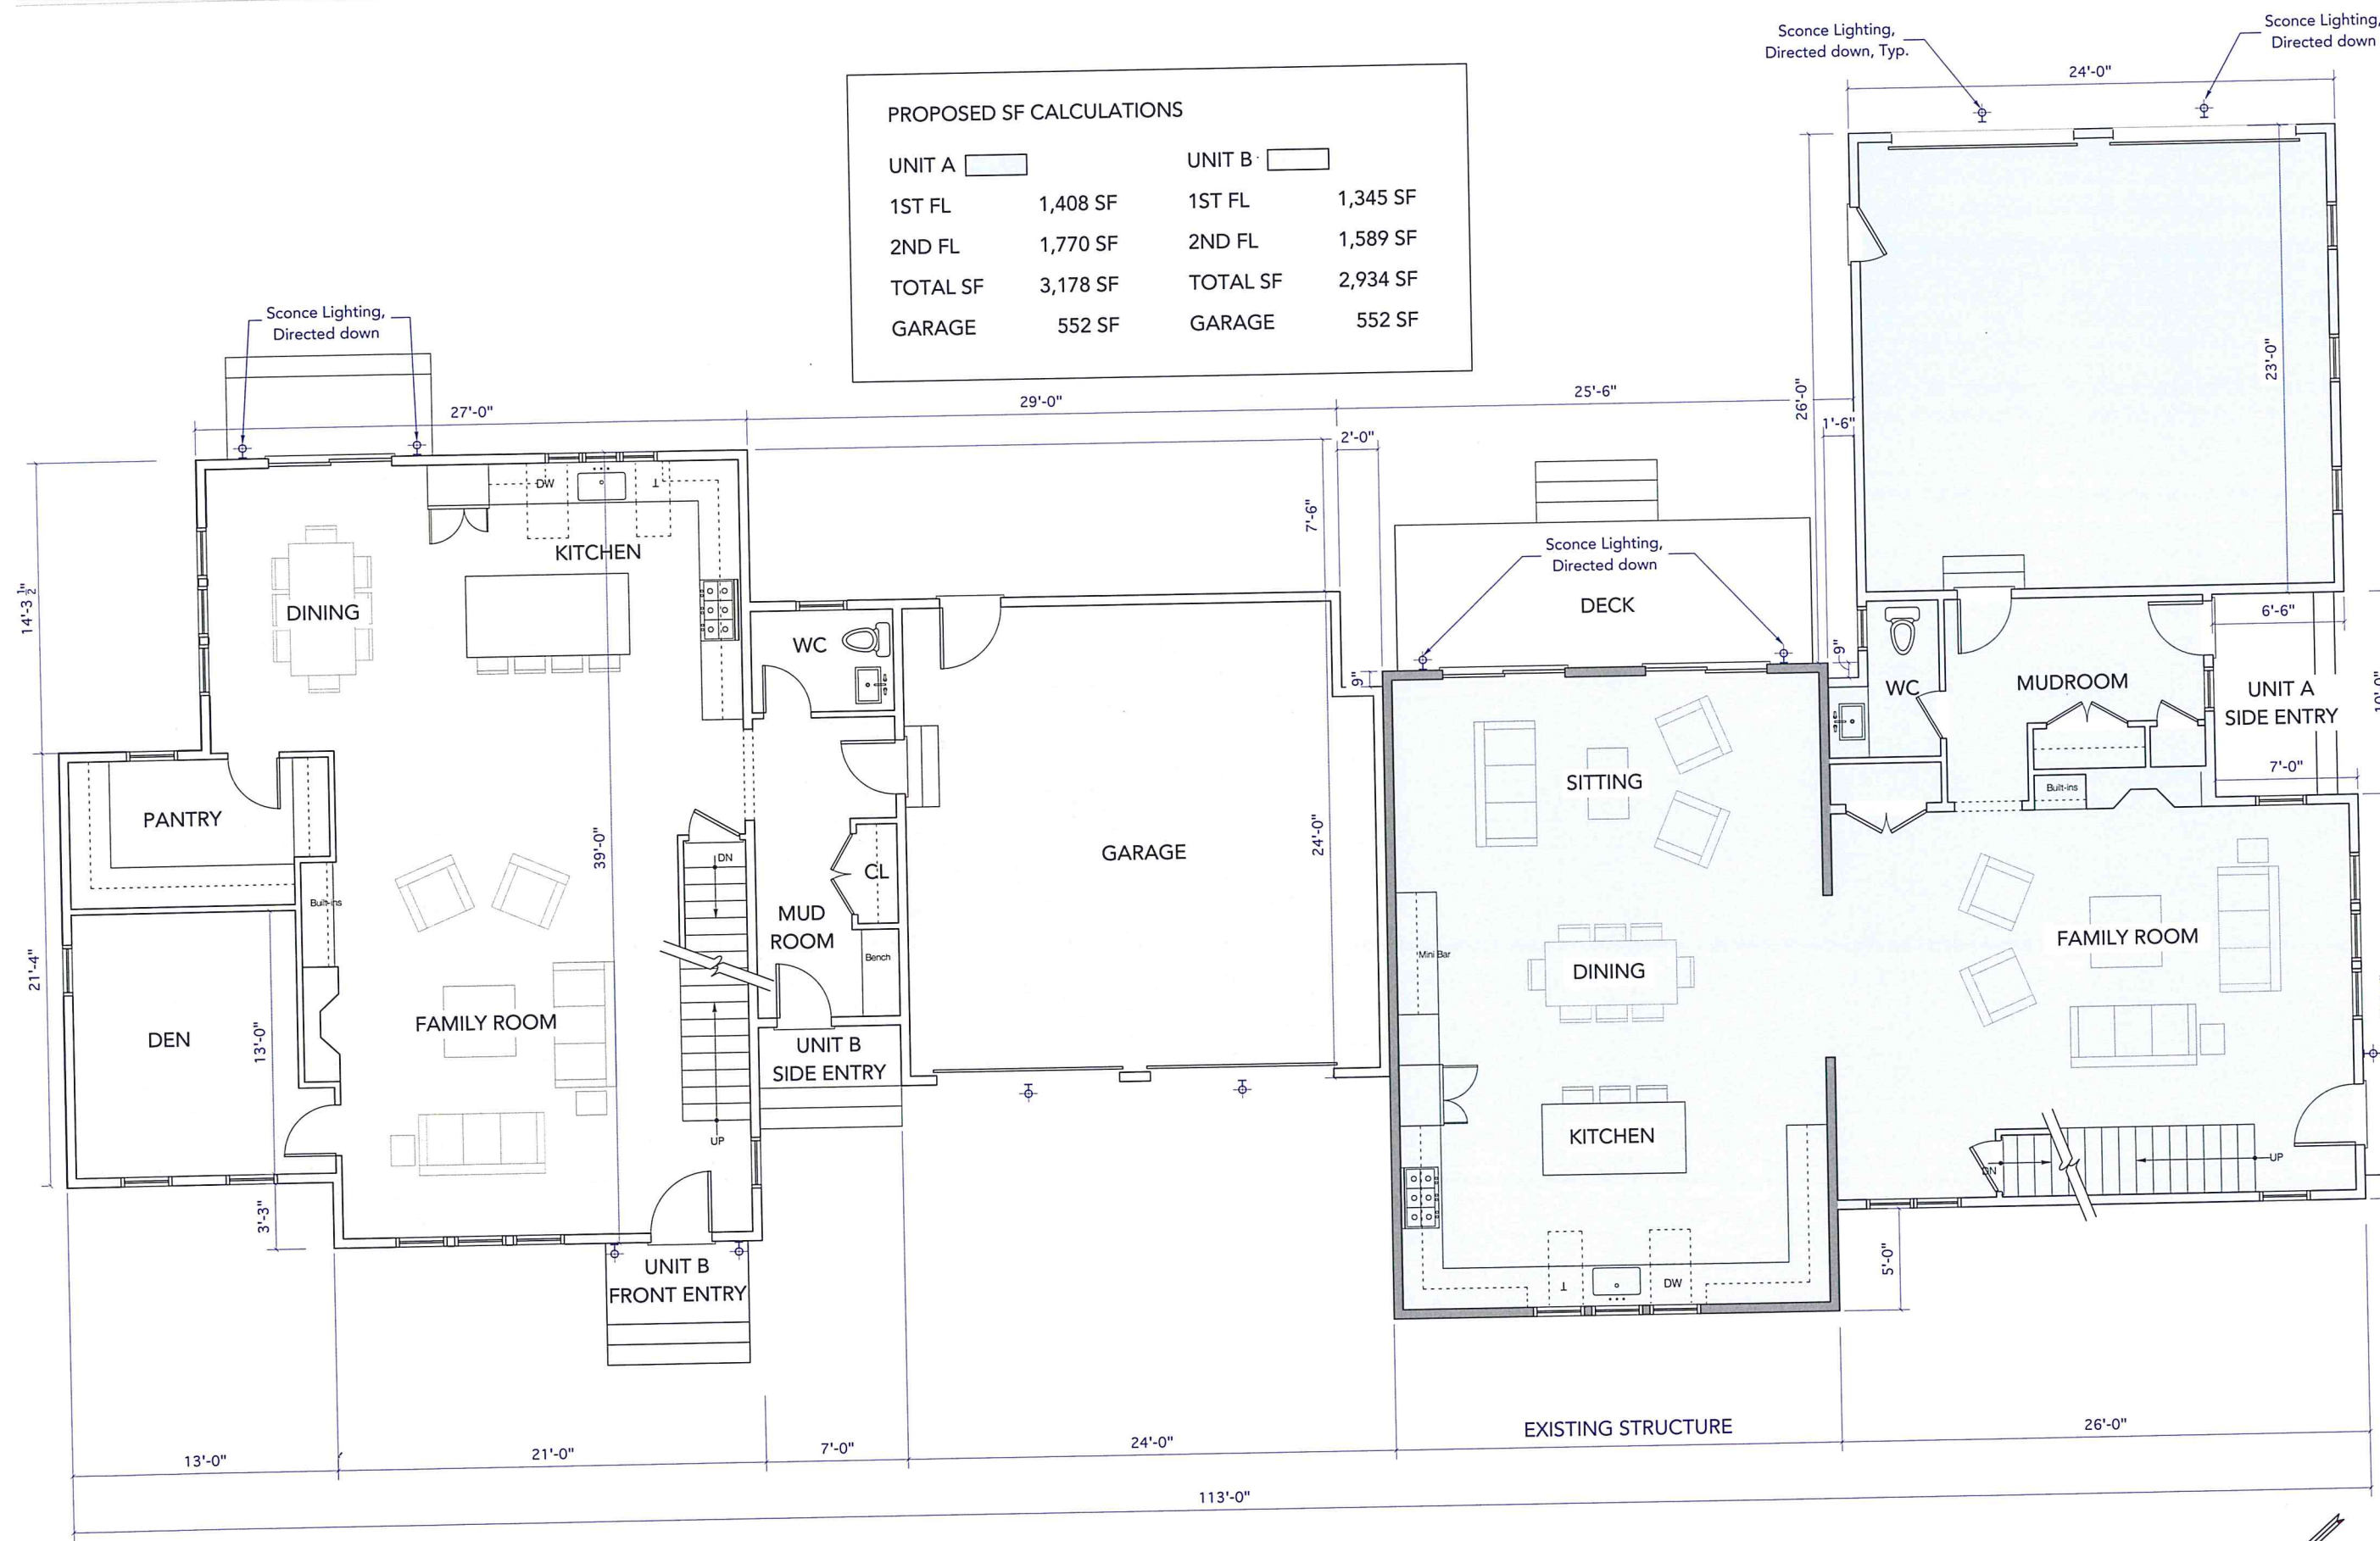 Sconce Lighting,
Directed down, Typ.
Sconce Lighting,
Directed down
24'-0"
PROPOSED SF CALCULATIONS
UNIT A UNIT B
1ST FL 1,408 SF 1ST FL 1,345 SF
2ND FL 1,770 SF 2ND FL 1,589 SF
TOTAL SF 3,178 SF TOTAL SF 2,934 SF
GARAGE 552 SF GARAGE 552 SF
Sconce Lighting,
Directed down
27'-0"
29'-0"
25'-6"
26'-0"
1'-6"
23'-0"
2'-0"
7'-6"
14'-3 1/2"
DW
KITCHEN
DINING
WC
Sconce Lighting,
Directed down
DECK
9"
9"
6'-6"
WC
MUDROOM
UNIT A
SIDE ENTRY
10'-0"
7'-0"
Built-ins
SITTING
PANTRY
39'-0"
DN
CL
GARAGE
24'-0"
Built-ins
MUD
ROOM
Bench
Mini Bar
DINING
FAMILY ROOM
21'-4"
DEN
13'-0"
FAMILY ROOM
UNIT B
SIDE ENTRY
UP
KITCHEN
DN
UP
3'-3"
5'-0"
UNIT B
FRONT ENTRY
DW
EXISTING STRUCTURE
13'-0"
21'-0"
7'-0"
24'-0"
26'-0"
113'-0"